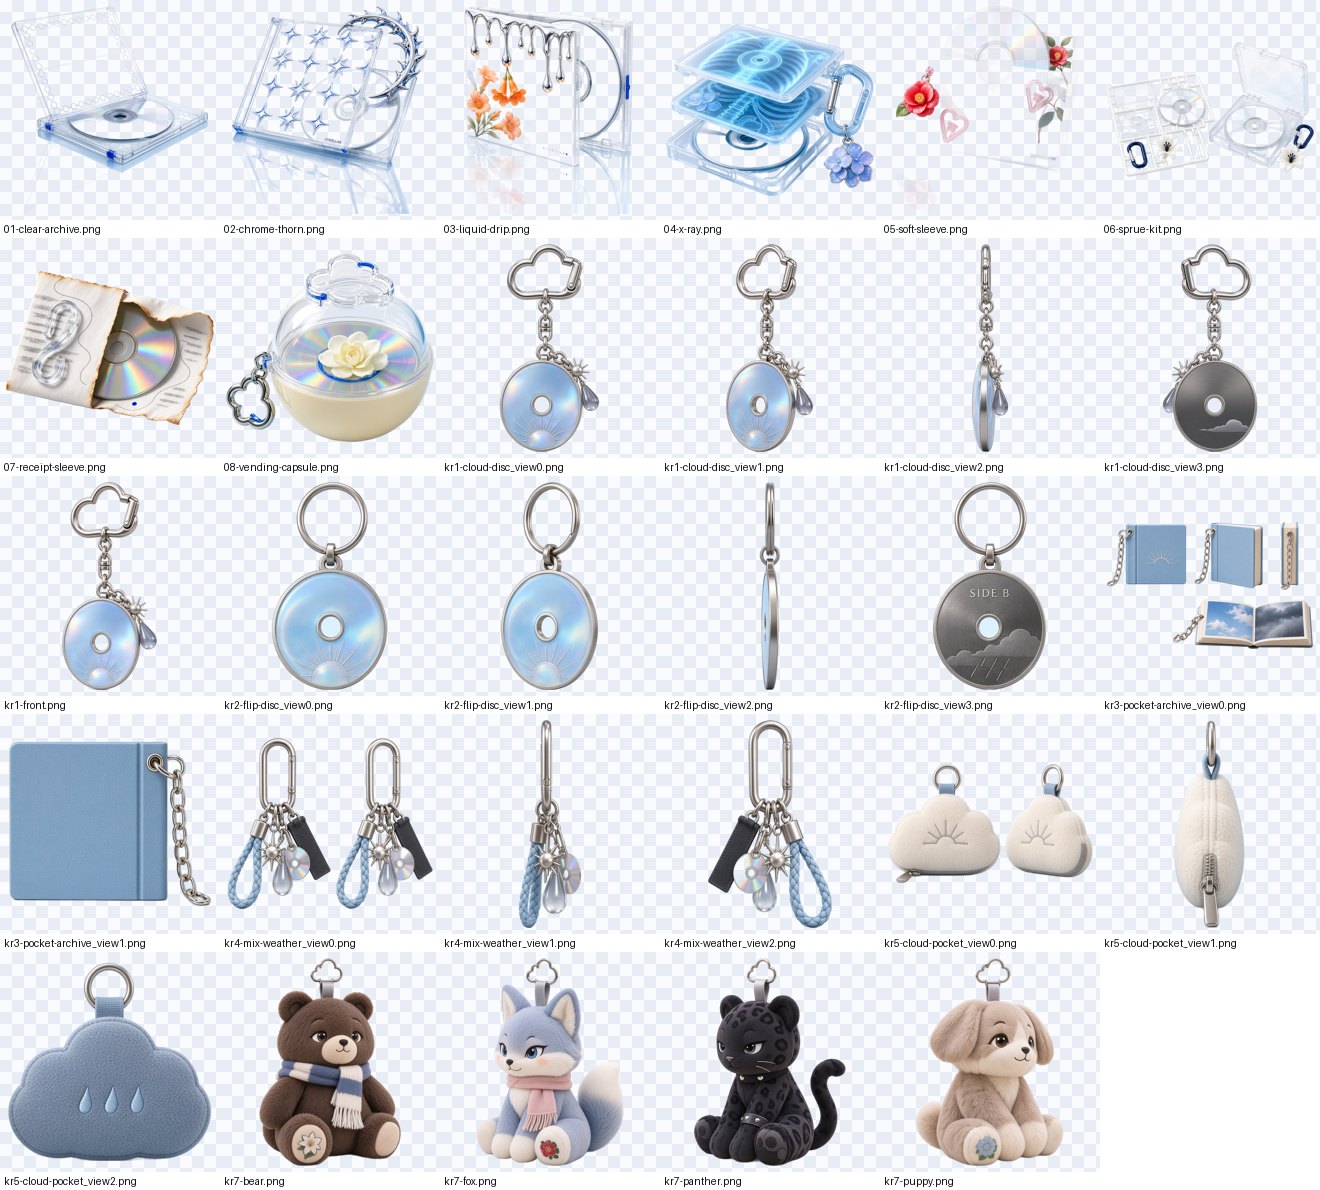 01-clear-archive.png
02-chrome-thorn.png
03-liquid-drip.png
04-x-ray.png
05-soft-sleeve.png
06-sprue-kit.png
07-receipt-sleeve.png
08-vending-capsule.png
kr1-cloud-disc_view0.png
kr1-cloud-disc_view1.png
kr1-cloud-disc_view2.png
kr1-cloud-disc_view3.png
SIDE B
kr1-front.png
kr2-flip-disc_view0.png
kr2-flip-disc_view1.png
kr2-flip-disc_view2.png
kr2-flip-disc_view3.png
kr3-pocket-archive_view0.png
kr3-pocket-archive_view1.png
kr4-mix-weather_view0.png
kr4-mix-weather_view1.png
kr4-mix-weather_view2.png
kr5-cloud-pocket_view0.png
kr5-cloud-pocket_view1.png
kr5-cloud-pocket_view2.png
kr7-bear.png
kr7-fox.png
kr7-panther.png
kr7-puppy.png